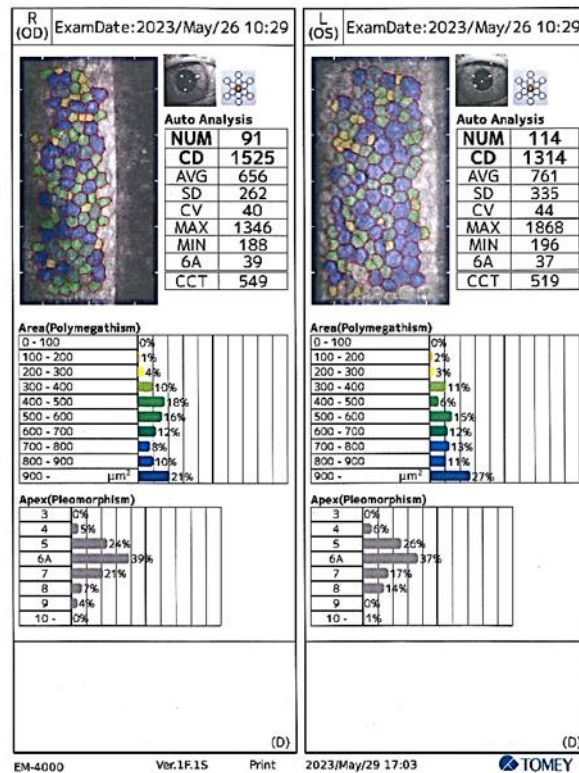 R
(OD)
ExamDate:2023/May/26 10:29
Auto Analysis
NUM 91
CD 1525
AVG 656
SD 262
CV 40
MAX 1346
MIN 188
6A 39
CCT 549
Area(Polymegathism)
0 - 100 0%
100 - 200 1%
200 - 300 4%
300 - 400 10%
400 - 500 18%
500 - 600 16%
600 - 700 12%
700 - 800 8%
800 - 900 10%
900 - μm² 21%
Apex(Pleomorphism)
3 0%
4 5%
5 24%
6A 39%
7 21%
8 7%
9 4%
10 - 0%
(D)
L
(OS)
ExamDate:2023/May/26 10:29
Auto Analysis
NUM 114
CD 1314
AVG 761
SD 335
CV 44
MAX 1868
MIN 196
6A 37
CCT 519
Area(Polymegathism)
0 - 100 0%
100 - 200 2%
200 - 300 3%
300 - 400 11%
400 - 500 6%
500 - 600 15%
600 - 700 12%
700 - 800 13%
800 - 900 11%
900 - μm² 27%
Apex(Pleomorphism)
3 0%
4 6%
5 26%
6A 37%
7 17%
8 14%
9 0%
10 - 1%
(D)
EM-4000 Ver.1F.1S Print 2023/May/29 17:03 TOMEY